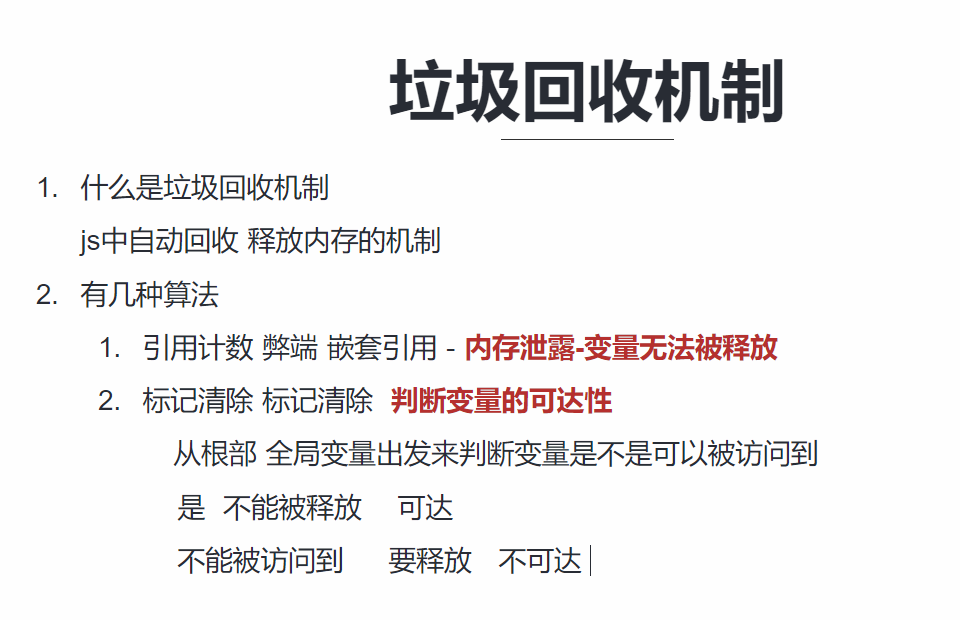 垃圾回收机制
1. 什么是垃圾回收机制
js中自动回收 释放内存的机制
2. 有几种算法
1. 引用计数 弊端 嵌套引用 - 内存泄露-变量无法被释放
2. 标记清除 标记清除 判断变量的可达性
从根部 全局变量出发来判断变量是不是可以被访问到
是 不能被释放 可达
不能被访问到 要释放 不可达